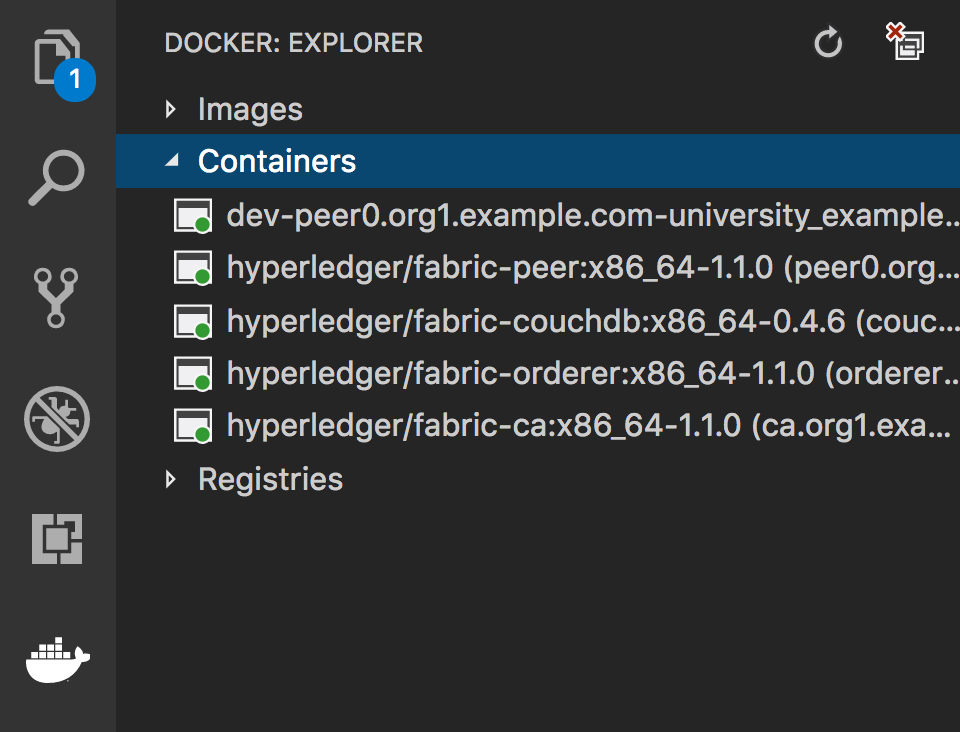 1
DOCKER: EXPLORER
Images
Containers
dev-peer0.org1.example.com-university_example...
hyperledger/fabric-peer:x86_64-1.1.0 (peer0.org...
hyperledger/fabric-couchdb:x86_64-0.4.6 (couc...
hyperledger/fabric-orderer:x86_64-1.1.0 (orderer...
hyperledger/fabric-ca:x86_64-1.1.0 (ca.org1.exa...
Registries